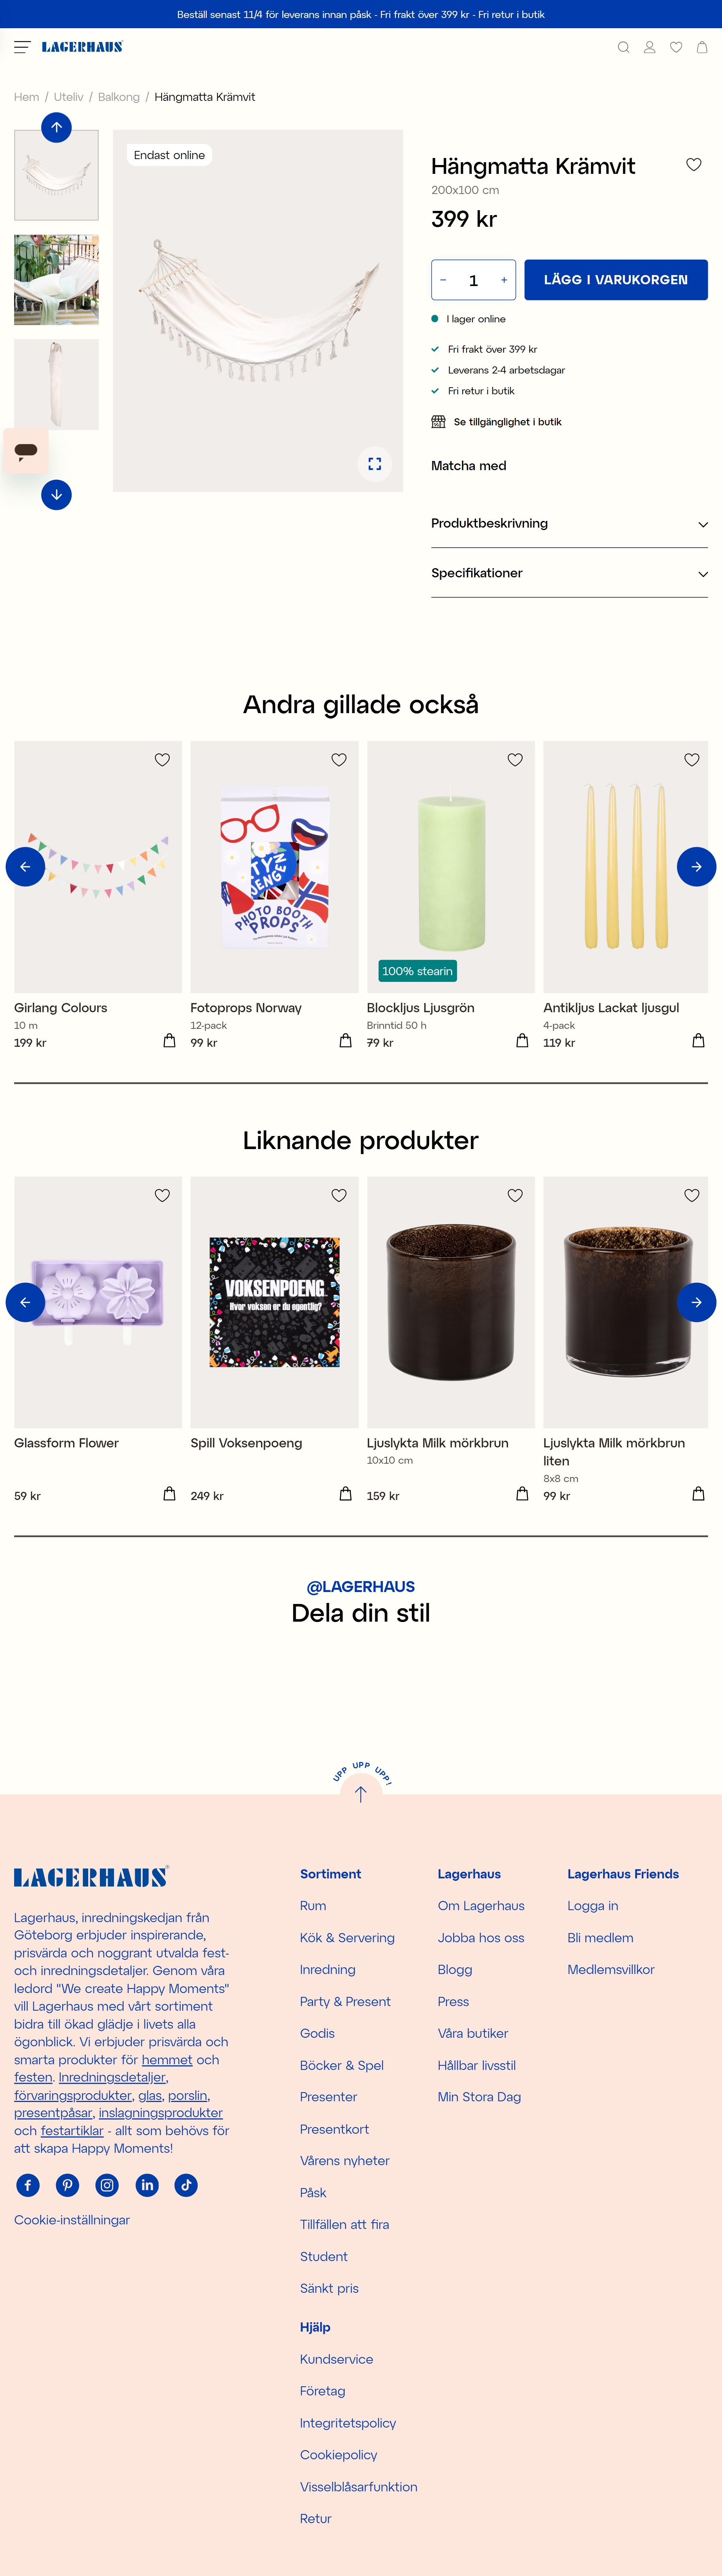 Beställ senast 11/4 för leverans innan påsk - Fri frakt över 399 kr - Fri retur i butik
LAGERHAUS
Hem / Uteliv / Balkong / Hängmatta Krämvit
Endast online
Hängmatta Krämvit
200x100 cm
399 kr
− 1 +
LÄGG I VARUKORGEN
I lager online
Fri frakt över 399 kr
Leverans 2-4 arbetsdagar
Fri retur i butik
Se tillgänglighet i butik
Matcha med
Produktbeskrivning
Specifikationer
Andra gillade också
PHOTO BOOTH
PROPS
100% stearin
Girlang Colours
10 m
199 kr
Fotoprops Norway
12-pack
99 kr
Blockljus Ljusgrön
Brinntid 50 h
79 kr
Antikljus Lackat ljusgul
4-pack
119 kr
Liknande produkter
VOKSENPOENG
Hvor voksen er du egentlig?
Glassform Flower
59 kr
Spill Voksenpoeng
249 kr
Ljuslykta Milk mörkbrun
10x10 cm
159 kr
Ljuslykta Milk mörkbrun
liten
8x8 cm
99 kr
@LAGERHAUS
Dela din stil
UPP UPP UPP!
LAGERHAUS
Lagerhaus, inredningskedjan från
Göteborg erbjuder inspirerande,
prisvärda och noggrant utvalda fest-
och inredningsdetaljer. Genom våra
ledord "We create Happy Moments"
vill Lagerhaus med vårt sortiment
bidra till ökad glädje i livets alla
ögonblick. Vi erbjuder prisvärda och
smarta produkter för hemmet och
festen. Inredningsdetaljer,
förvaringsprodukter, glas, porslin,
presentpåsar, inslagningsprodukter
och festartiklar - allt som behövs för
att skapa Happy Moments!
Cookie-inställningar
Sortiment
Rum
Kök & Servering
Inredning
Party & Present
Godis
Böcker & Spel
Presenter
Presentkort
Vårens nyheter
Påsk
Tillfällen att fira
Student
Sänkt pris
Hjälp
Kundservice
Företag
Integritetspolicy
Cookiepolicy
Visselblåsarfunktion
Retur
Lagerhaus
Om Lagerhaus
Jobba hos oss
Blogg
Press
Våra butiker
Hållbar livsstil
Min Stora Dag
Lagerhaus Friends
Logga in
Bli medlem
Medlemsvillkor